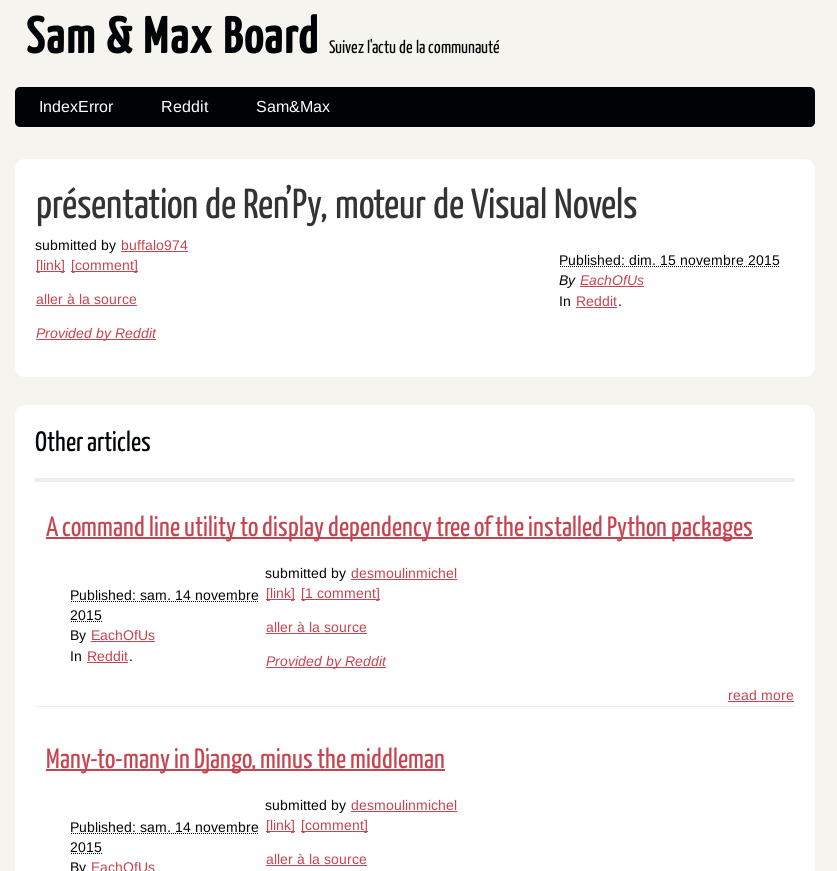 Sam & Max Board Suivez l'actu de la communauté
IndexError Reddit Sam&Max
présentation de Ren’Py, moteur de Visual Novels
submitted by buffalo974
[link] [comment]
aller à la source
Provided by Reddit
Published: dim. 15 novembre 2015
By EachOfUs
In Reddit.
Other articles
A command line utility to display dependency tree of the installed Python packages
Published: sam. 14 novembre
2015
By EachOfUs
In Reddit.
submitted by desmoulinmichel
[link] [1 comment]
aller à la source
Provided by Reddit
read more
Many-to-many in Django, minus the middleman
Published: sam. 14 novembre
2015
By EachOfUs
submitted by desmoulinmichel
[link] [comment]
aller à la source